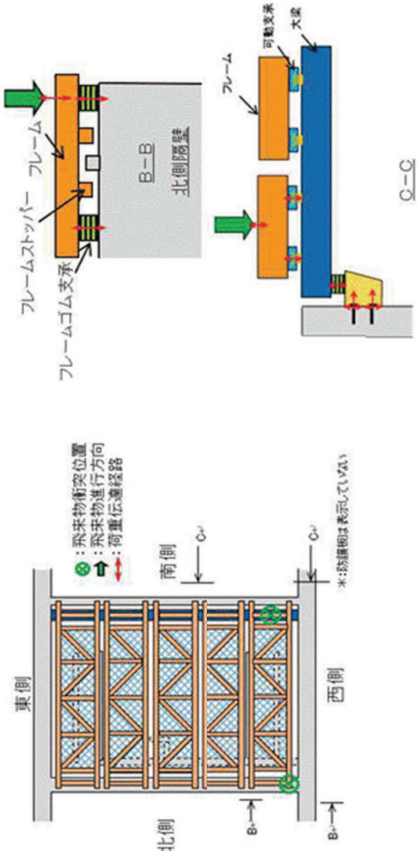 東側
⊗：飛来物衝突位置
⬆：飛来物進行方向
↔：荷重伝達経路
北側
南側
C
C
B
B
西側
＊：防護板は表示していない
フレームストッパー
フレーム
フレームゴム支承
B－B
北側隔壁
フレーム
可動支承
大梁
C－C